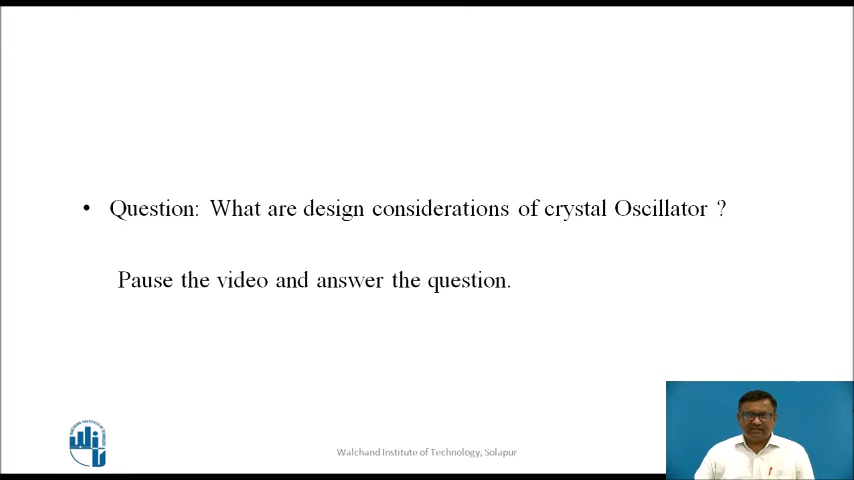 • Question: What are design considerations of crystal Oscillator ?
Pause the video and answer the question.
Walchand Institute of Technology, Solapur